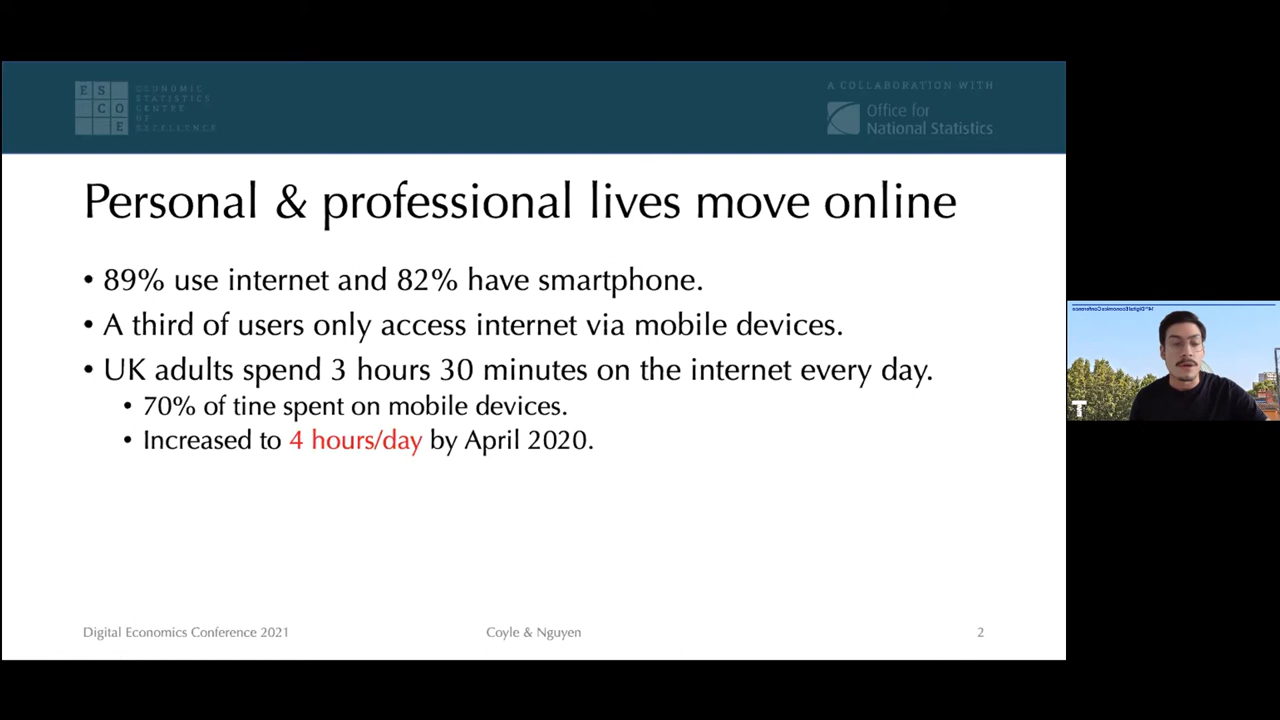 ECONOMIC
STATISTICS
CENTRE
OF
EXCELLENCE
E S
C O
E
A COLLABORATION WITH
Office for
National Statistics
Personal & professional lives move online
• 89% use internet and 82% have smartphone.
• A third of users only access internet via mobile devices.
• UK adults spend 3 hours 30 minutes on the internet every day.
• 70% of tine spent on mobile devices.
• Increased to 4 hours/day by April 2020.
Digital Economics Conference 2021
Coyle & Nguyen
2